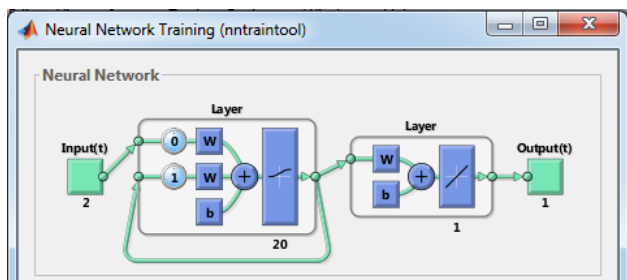 Neural Network Training (nntraintool)
Neural Network
Layer
Layer
Input(t)
0
W
W
Output(t)
1
W
+
+
b
b
2
20
1
1